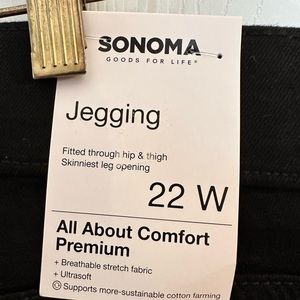 SONOMA
GOODS FOR LIFE®
Jegging
Fitted through hip & thigh
Skinniest leg opening
22 W
All About Comfort
Premium
+ Breathable stretch fabric
+ Ultrasoft
Supports more-sustainable cotton farming